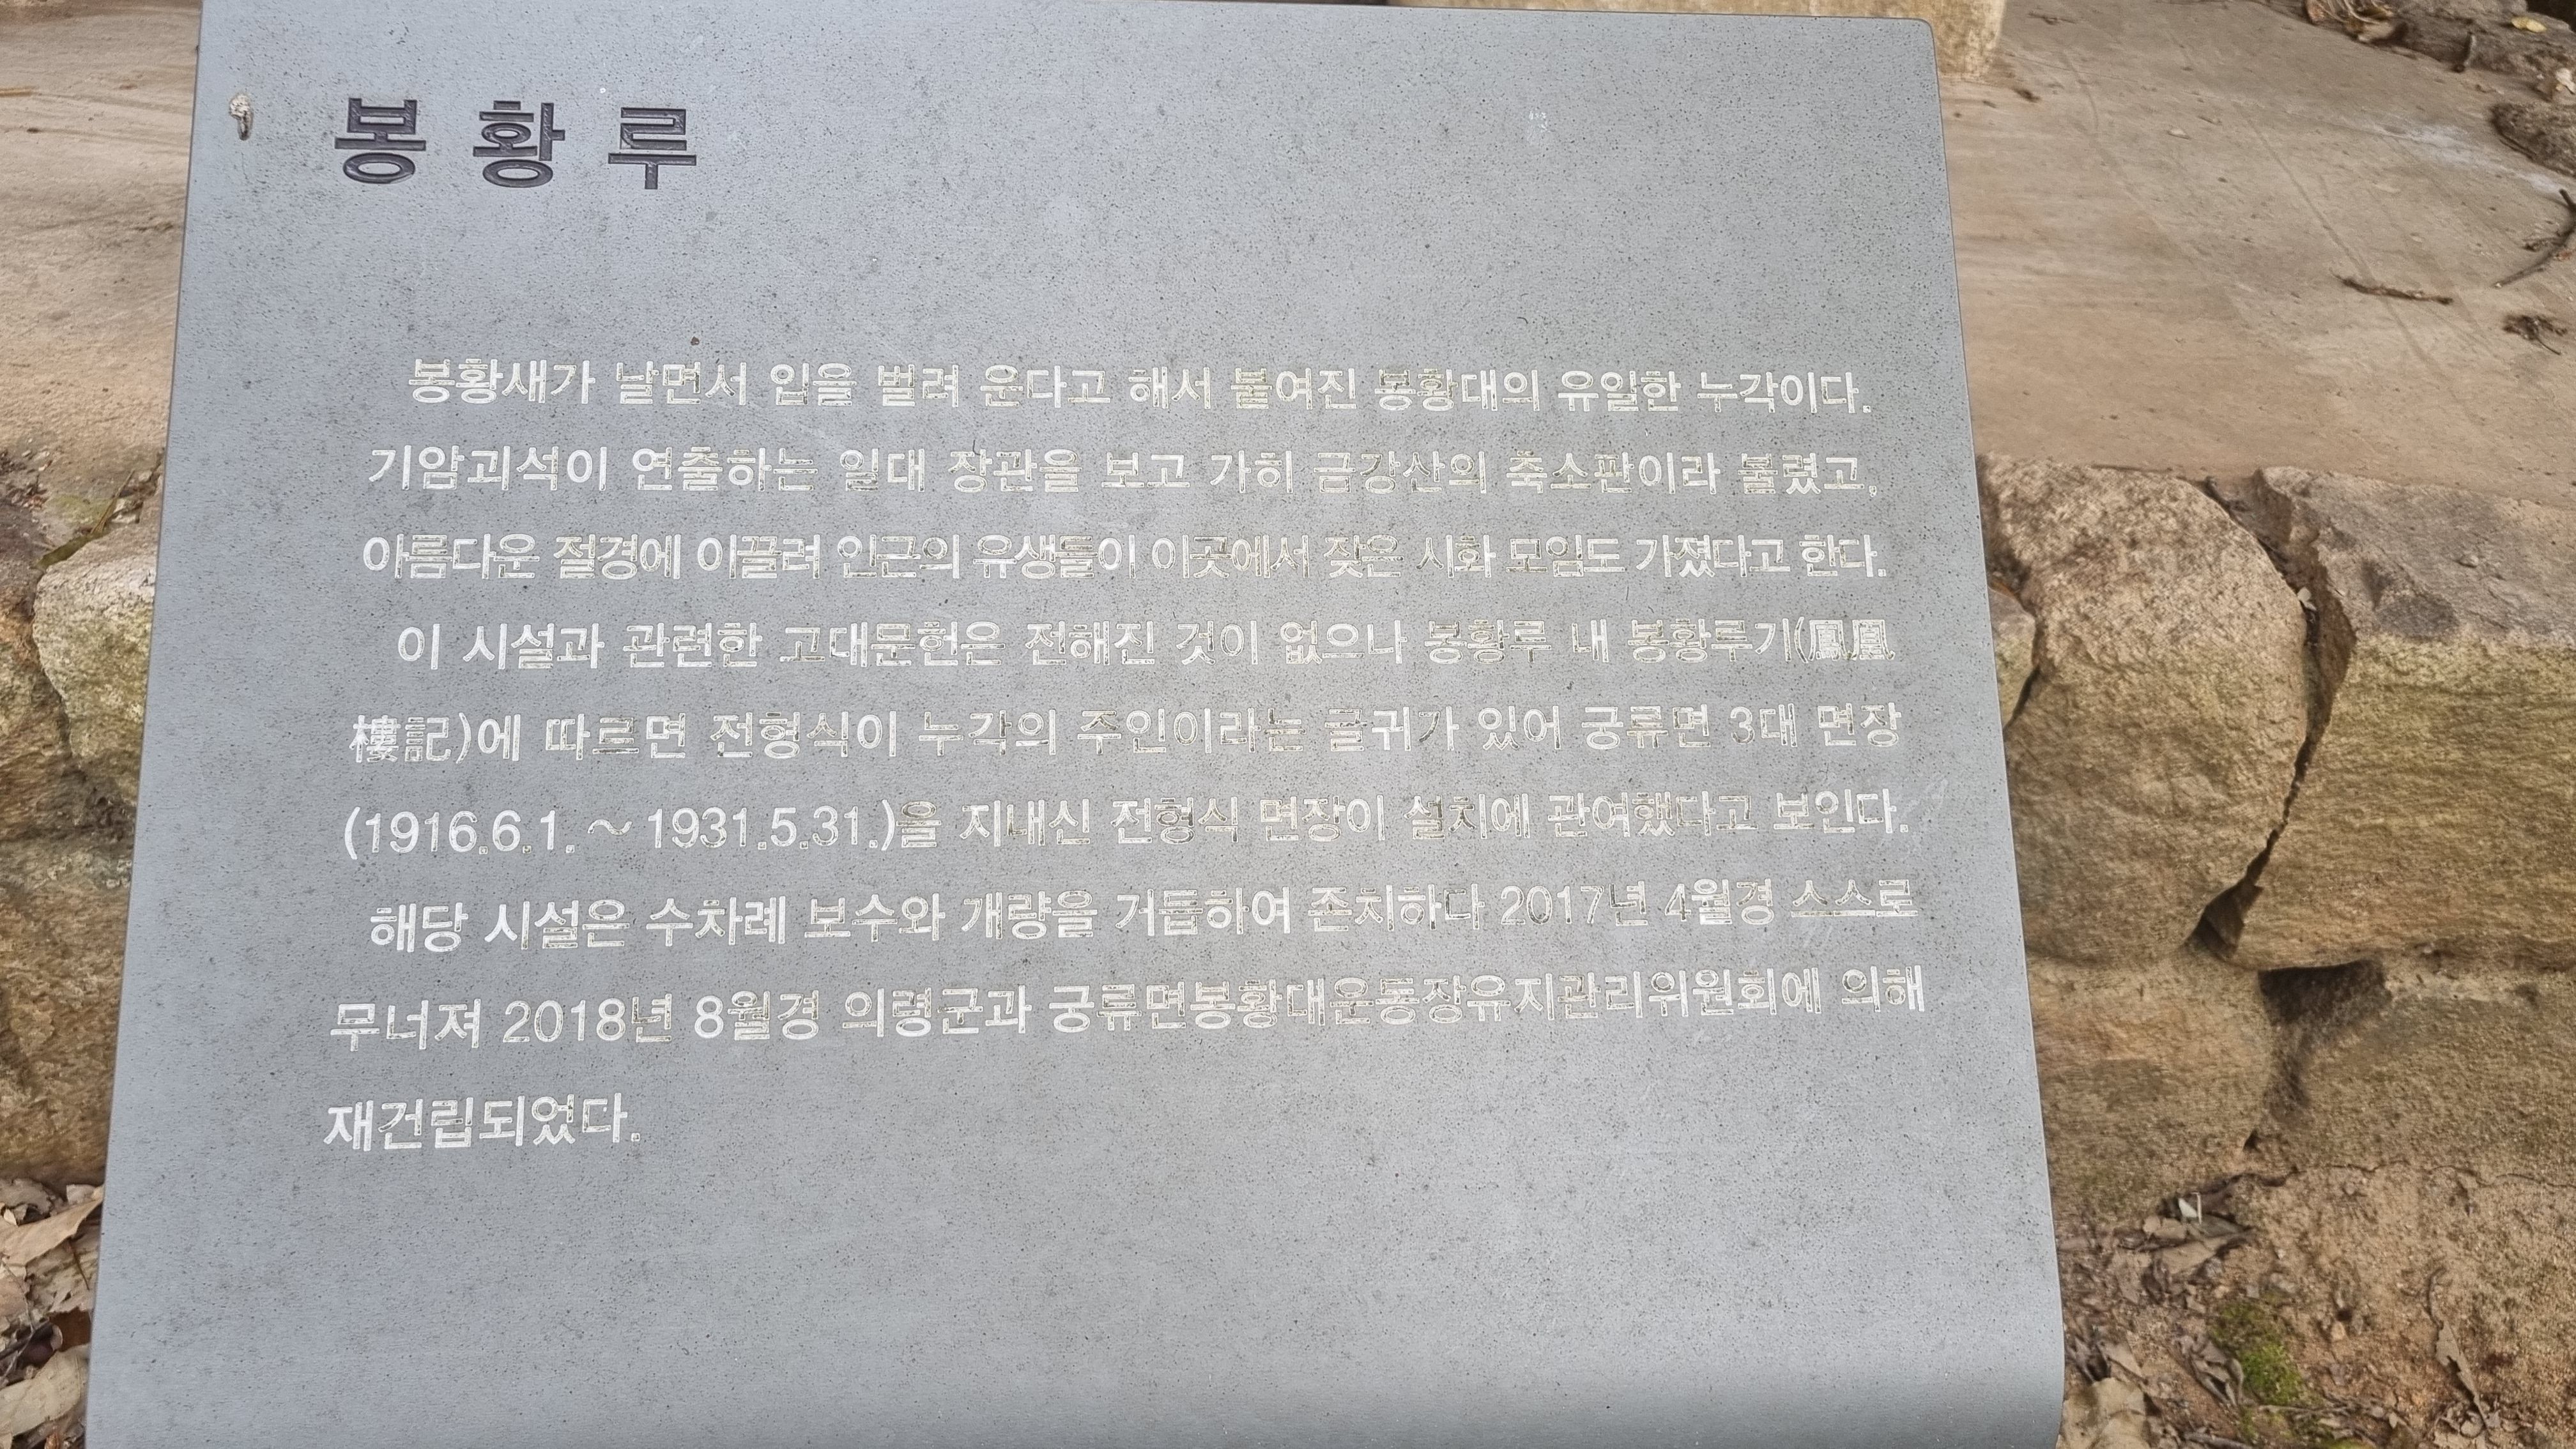 봉황루
봉황새가 날면서 입을 벌려 운다고 해서 붙여진 봉황대의 유일한 누각이다.
기암괴석이 연출하는 일대 장관을 보고 가히 금강산의 축소판이라 불렸고,
아름다운 절경에 이끌려 인근의 유생들이 이곳에서 잦은 시화 모임도 가졌다고 한다.
이 시설과 관련한 고대문헌은 전해진 것이 없으나 봉황루 내 봉황루기(鳳凰
樓記)에 따르면 전형식이 누각의 주인이라는 글귀가 있어 궁류면 3대 면장
(1916.6.1. ~ 1931.5.31.)을 지내신 전형식 면장이 설치에 관여했다고 보인다.
해당 시설은 수차례 보수와 개량을 거듭하여 존치하다 2017년 4월경 스스로
무너져 2018년 8월경 의령군과 궁류면봉황대운동장유지관리위원회에 의해
재건립되었다.